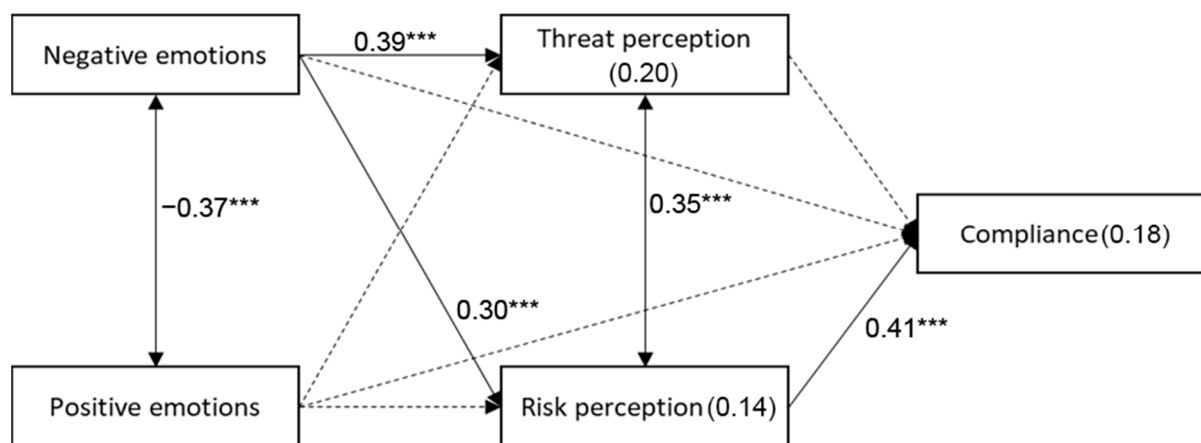 Negative emotions
0.39***
Threat perception
(0.20)
−0.37***
0.35***
Compliance (0.18)
0.30***
0.41***
Positive emotions
Risk perception (0.14)